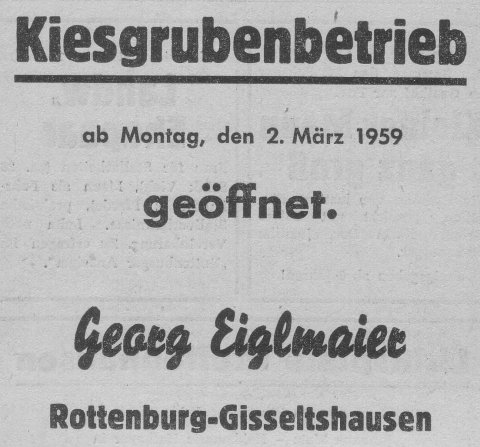 Kiesgrubenbetrieb
ab Montag, den 2. März 1959
geöffnet.
Georg Eiglmaier
Rottenburg-Gisseltshausen